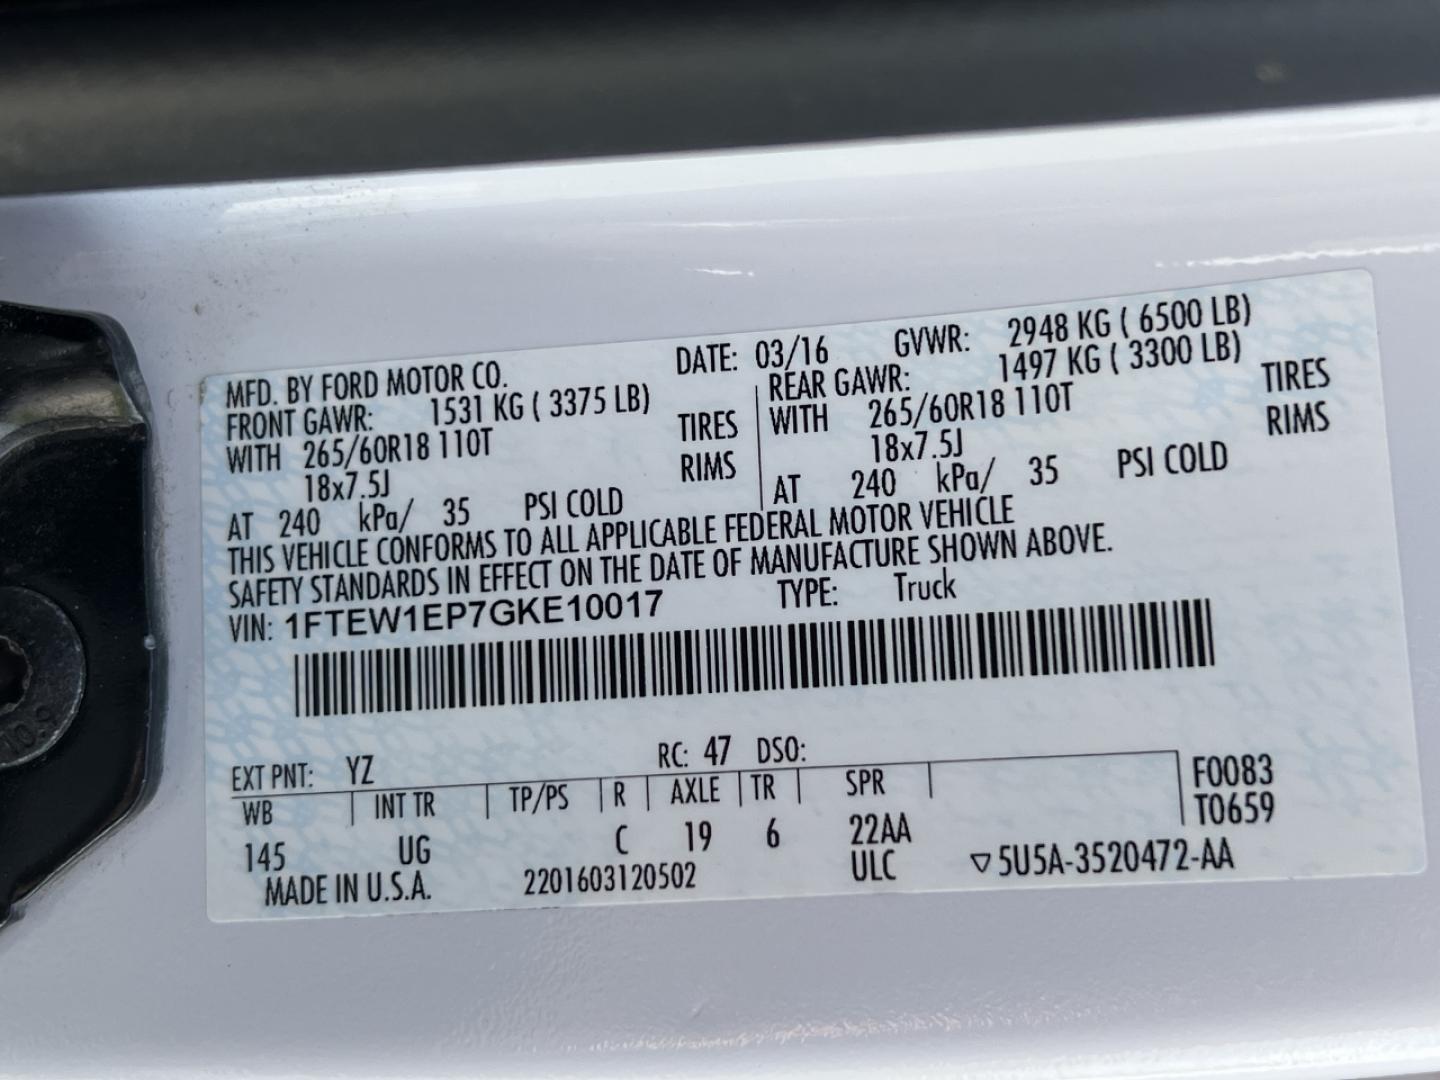 MFD. BY FORD MOTOR CO. DATE: 03/16 GVWR: 2948 KG ( 6500 LB)
FRONT GAWR: 1531 KG ( 3375 LB) REAR GAWR: 1497 KG ( 3300 LB)
WITH 265/60R18 110T TIRES WITH 265/60R18 110T TIRES
18x7.5J RIMS 18x7.5J RIMS
AT 240 kPa/ 35 PSI COLD AT 240 kPa/ 35 PSI COLD
THIS VEHICLE CONFORMS TO ALL APPLICABLE FEDERAL MOTOR VEHICLE
SAFETY STANDARDS IN EFFECT ON THE DATE OF MANUFACTURE SHOWN ABOVE.
VIN: 1FTEW1EP7GKE10017 TYPE: Truck
EXT PNT: YZ RC: 47 DSO:
WB INT TR TP/PS R AXLE TR SPR F0083
145 UG C 19 6 22AA T0659
MADE IN U.S.A. 2201603120502 ULC ▽5U5A-3520472-AA
10.9